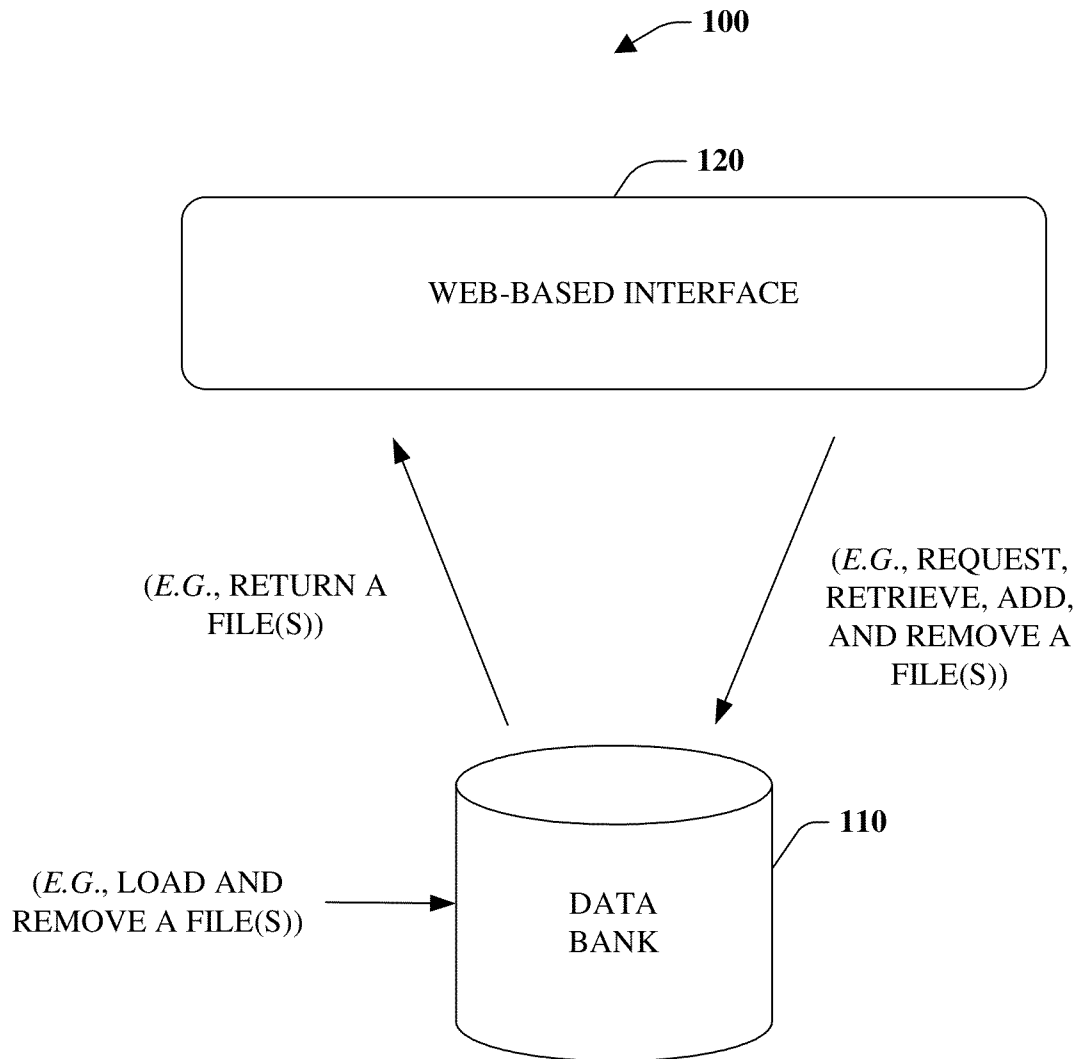 100
120
WEB-BASED INTERFACE
(E.G., RETURN A
FILE(S))
(E.G., REQUEST,
RETRIEVE, ADD,
AND REMOVE A
FILE(S))
110
(E.G., LOAD AND
REMOVE A FILE(S))
DATA
BANK